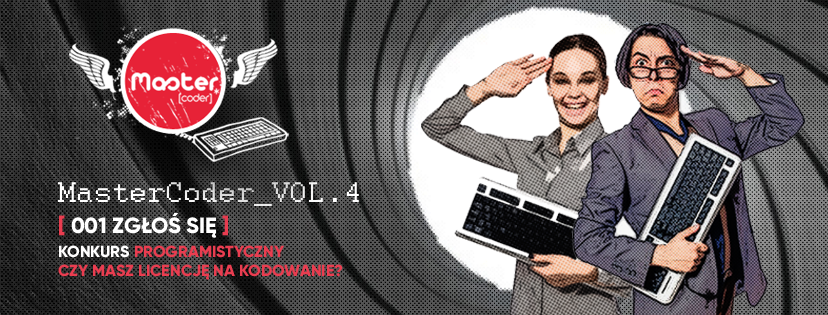 Master
[coder]
MasterCoder_VOL.4
[ 001 ZGŁOŚ SIĘ ]
KONKURS PROGRAMISTYCZNY
CZY MASZ LICENCJĘ NA KODOWANIE?